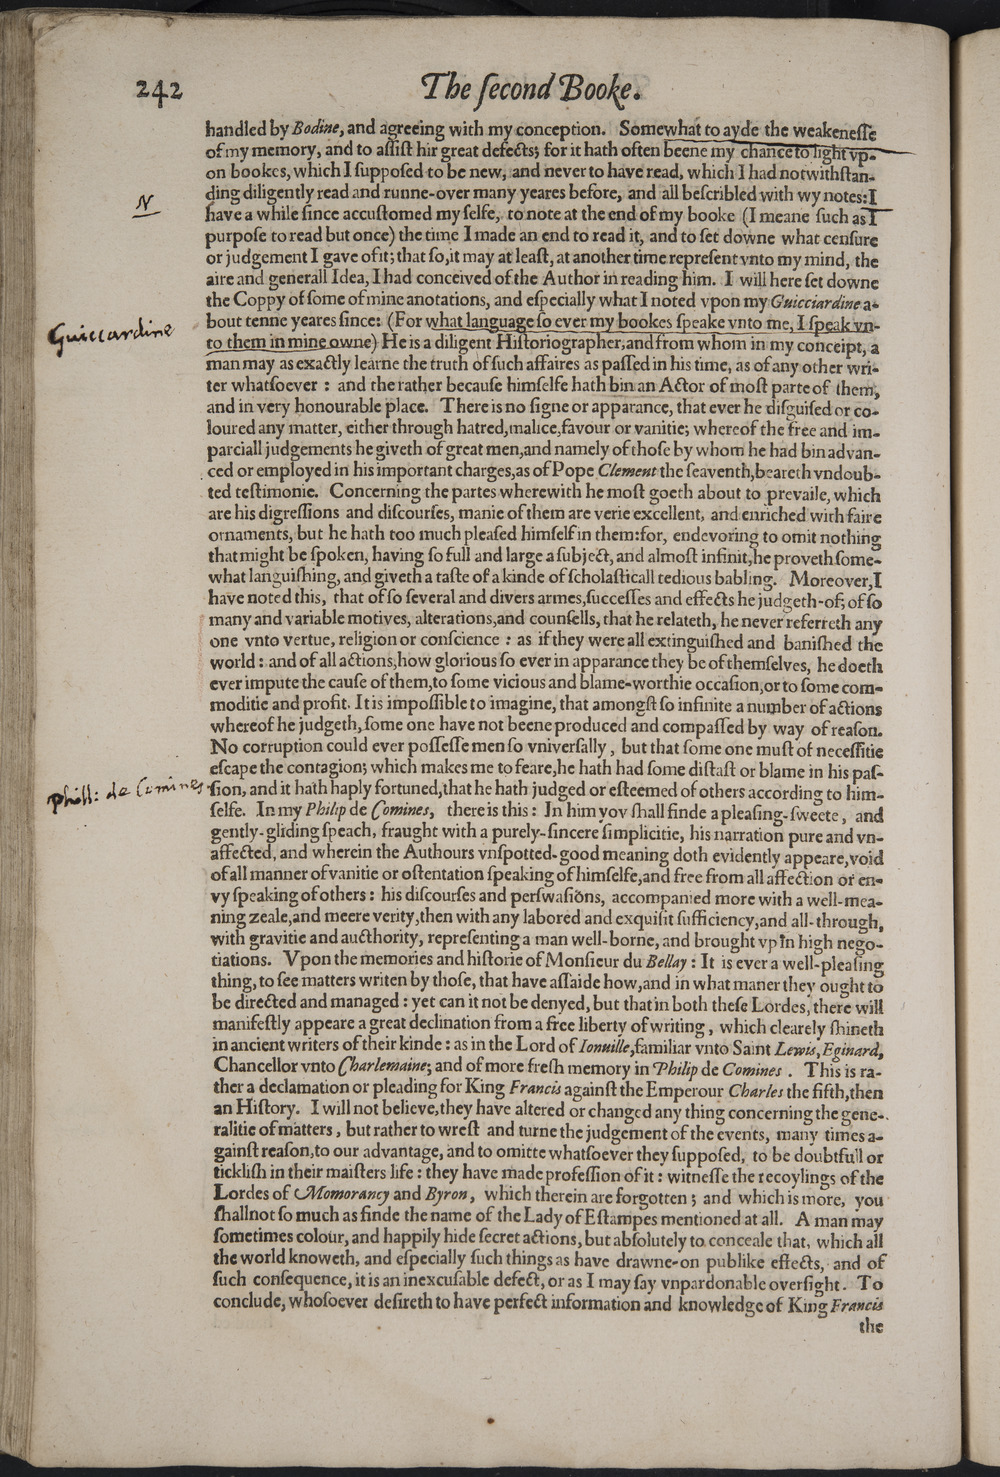 242
The ſecond Booke.
handled by Bodine, and agreeing with my conception. Somewhat to ayde the weakeneſſe
of my memory, and to aſſiſt hir great defects; for it hath often beene my chance to light vp-
on bookes, which I ſuppoſed to be new, and never to have read, which I had notwithſtan-
ding diligently read and runne-over many yeares before, and all beſcribled with wy notes: I
N
have a while ſince accuſtomed my ſelfe, to note at the end of my booke (I meane ſuch as I
purpoſe to read but once) the time I made an end to read it, and to ſet downe what cenſure
or judgement I gave of it; that ſo, it may at leaſt, at another time repreſent vnto my mind, the
aire and generall Idea, I had conceived of the Author in reading him. I will here ſet downe
the Coppy of ſome of mine anotations, and eſpecially what I noted vpon my Guicciardine a-
Guiccardine
bout tenne yeares ſince: (For what language ſo ever my bookes ſpeake vnto me, I ſpeak vn-
to them in mine owne) He is a diligent Hiſtoriographer, and from whom in my conceipt, a
man may as exactly learne the truth of ſuch affaires as paſſed in his time, as of any other wri-
ter whatſoever : and the rather becauſe himſelfe hath bin an Actor of moſt parte of them,
and in very honourable place. There is no ſigne or apparance, that ever he diſguiſed or co-
loured any matter, either through hatred, malice, favour or vanitie; whereof the free and im-
parciall judgements he giveth of great men, and namely of thoſe by whom he had bin advan-
ced or employed in his important charges, as of Pope Clement the ſeaventh, beareth vndoub-
ted teſtimonie. Concerning the partes wherewith he moſt goeth about to prevaile, which
are his digreſſions and diſcourſes, manie of them are verie excellent, and enriched with faire
ornaments, but he hath too much pleaſed himſelf in them: for, endevoring to omit nothing
that might be ſpoken, having ſo full and large a ſubject, and almoſt infinit, he proveth ſome-
what languiſhing, and giveth a taſte of a kinde of ſcholaſticall tedious babling. Moreover, I
have noted this, that of ſo ſeveral and divers armes, ſucceſſes and effects he judgeth-of; of ſo
many and variable motives, alterations, and counſells, that he relateth, he never referreth any
one vnto vertue, religion or conſcience : as if they were all extinguiſhed and baniſhed the
world : and of all actions, how glorious ſo ever in apparance they be of themſelves, he doeth
ever impute the cauſe of them, to ſome vicious and blame-worthie occaſion, or to ſome com-
moditie and profit. It is impoſſible to imagine, that amongſt ſo infinite a number of actions
whereof he judgeth, ſome one have not beene produced and compaſſed by way of reaſon.
No corruption could ever poſſeſſe men ſo vniverſally, but that ſome one muſt of neceſſitie
eſcape the contagion; which makes me to feare, he hath had ſome diſtaſt or blame in his paſ-
phill: de Comines
ſion, and it hath haply fortuned, that he hath judged or eſteemed of others according to him-
ſelfe. In my Philip de Comines, there is this : In him yov ſhall finde a pleaſing-ſweete, and
gently-gliding ſpeach, fraught with a purely-ſincere ſimplicitie, his narration pure and vn-
affected, and wherein the Authours vnſpotted-good meaning doth evidently appeare, void
of all manner of vanitie or oſtentation ſpeaking of himſelfe, and free from all affection or en-
vy ſpeaking of others : his diſcourſes and perſwaſiõns, accompanied more with a well-mea-
ning zeale, and meere verity, then with any labored and exquiſit ſufficiency, and all-through,
with gravitie and aucthority, repreſenting a man well-borne, and brought vp in high nego-
tiations. Vpon the memories and hiſtorie of Monſieur du Bellay : It is ever a well-pleaſing
thing, to ſee matters writen by thoſe, that have aſſaide how, and in what maner they ought to
be directed and managed : yet can it not be denyed, but that in both theſe Lordes, there will
manifeſtly appeare a great declination from a free liberty of writing, which clearely ſhineth
in ancient writers of their kinde : as in the Lord of Ionuille, familiar vnto Saint Lewis, Eginard,
Chancellor vnto Charlemaine; and of more freſh memory in Philip de Comines . This is ra-
ther a declamation or pleading for King Francis againſt the Emperour Charles the fifth, then
an Hiſtory. I will not believe, they have altered or changed any thing concerning the gene-
ralitie of matters, but rather to wreſt and turne the judgement of the events, many times a-
gainſt reaſon, to our advantage, and to omitte whatſoever they ſuppoſed, to be doubtfull or
tickliſh in their maiſters life : they have made profeſſion of it : witneſſe the recoylings of the
Lordes of Momorancy and Byron, which therein are forgotten ; and which is more, you
ſhall not ſo much as finde the name of the Lady of Eſtampes mentioned at all. A man may
ſometimes colour, and happily hide ſecret actions, but abſolutely to conceale that, which all
the world knoweth, and eſpecially ſuch things as have drawne-on publike effects, and of
ſuch conſequence, it is an inexcuſable defect, or as I may ſay vnpardonable overſight. To
conclude, whoſoever deſireth to have perfect information and knowledge of King Francis
the